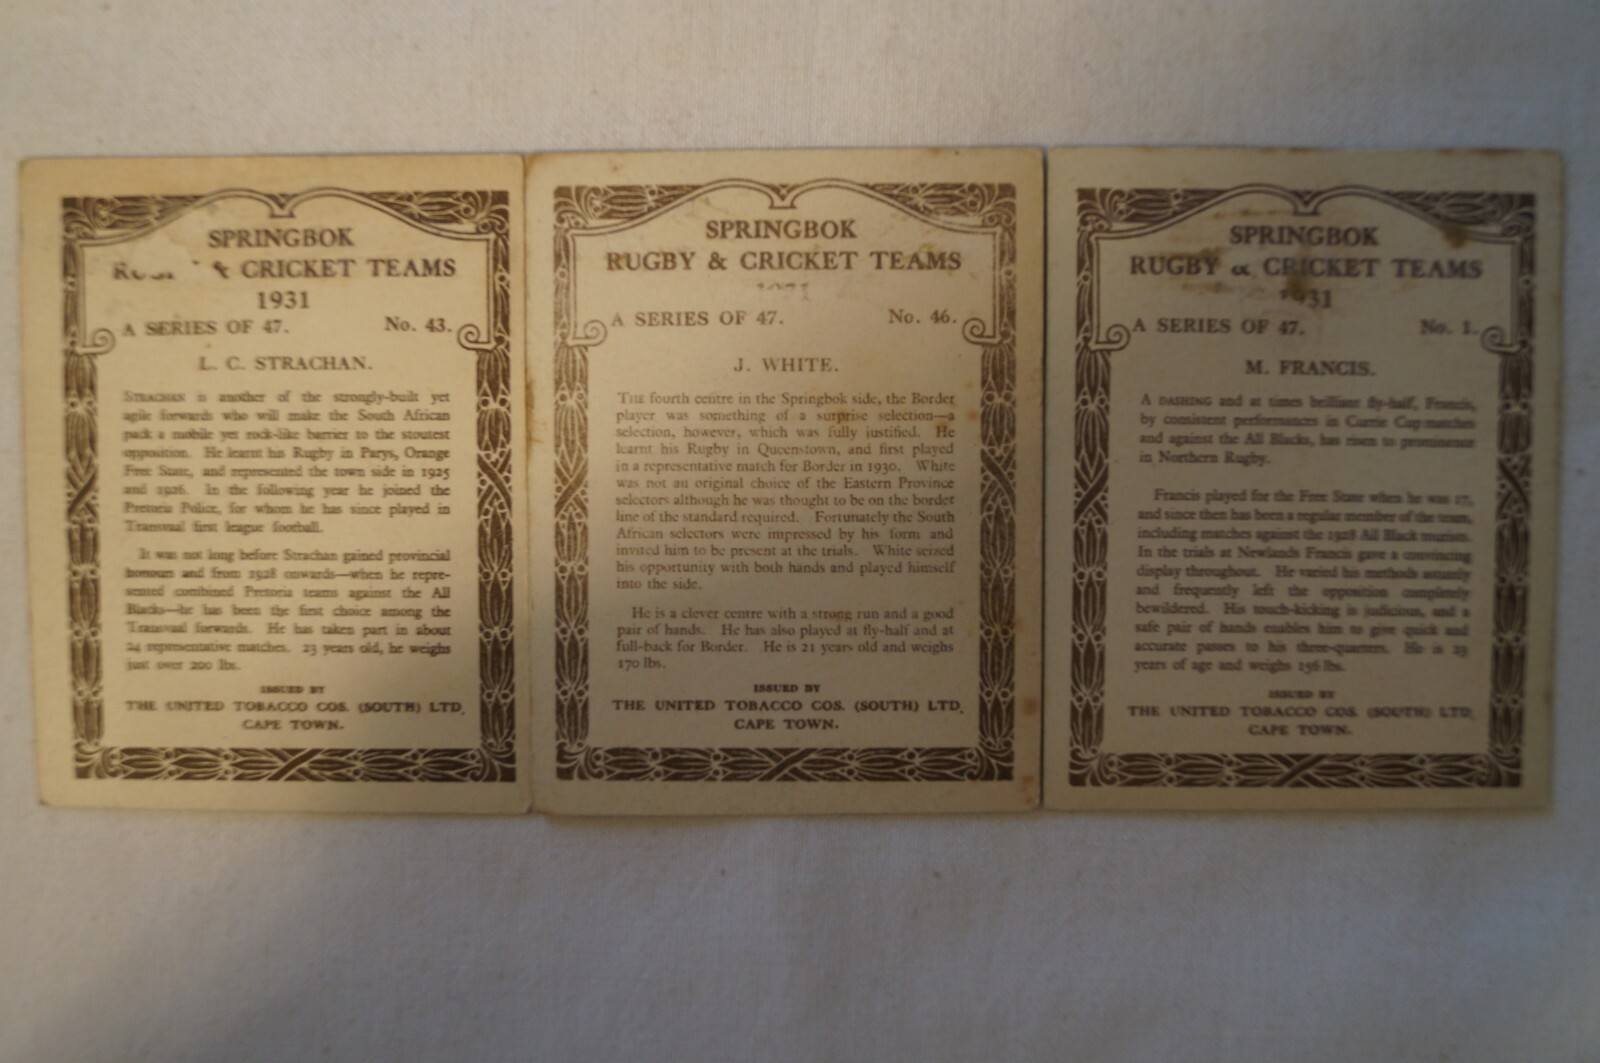 SPRINGBOK
& CRICKET TEAMS
1931
A SERIES OF 47. No. 43.
L. C. STRACHAN.
STRACHAN is another of the strongly-built yet
agile forwards who will make the South African
pack a mobile yet rock-like barrier to the stoutest
opposition. He learnt his Rugby in Parys, Orange
Free State, and represented the town side in 1925
and 1926. In the following year he joined the
Pretoria Police, for whom he has since played in
Transvaal first league football.
It was not long before Strachan gained provincial
honours and from 1928 onwards—when he repre-
sented combined Pretoria teams against the All
Blacks—he has been the first choice among the
Transvaal forwards. He has taken part in about
24 representative matches. 23 years old, he weighs
just over 200 lbs.
ISSUED BY
THE UNITED TOBACCO COS. (SOUTH) LTD.
CAPE TOWN.
SPRINGBOK
RUGBY & CRICKET TEAMS
A SERIES OF 47. No. 46.
J. WHITE.
THE fourth centre in the Springbok side, the Border
player was something of a surprise selection—a
selection, however, which was fully justified. He
learnt his Rugby in Queenstown, and first played
in a representative match for Border in 1930. White
was not an original choice of the Eastern Province
selectors although he was thought to be on the border
line of the standard required. Fortunately the South
African selectors were impressed by his form and
invited him to be present at the trials. White seized
his opportunity with both hands and played himself
into the side.
He is a clever centre with a strong run and a good
pair of hands. He has also played at fly-half and at
full-back for Border. He is 21 years old and weighs
170 lbs.
ISSUED BY
THE UNITED TOBACCO COS. (SOUTH) LTD.
CAPE TOWN.
SPRINGBOK
RUGBY & CRICKET TEAMS
1931
A SERIES OF 47. No. 1.
M. FRANCIS.
A DASHING and at times brilliant fly-half, Francis,
by consistent performances in Currie Cup matches
and against the All Blacks, has risen to prominence
in Northern Rugby.
Francis played for the Free State when he was 17,
and since then has been a regular member of the team,
including matches against the 1928 All Black tourists.
In the trials at Newlands Francis gave a convincing
display throughout. He varied his methods astutely
and frequently left the opposition completely
bewildered. His touch-kicking is judicious, and a
safe pair of hands enables him to give quick and
accurate passes to his three-quarters. He is 23
years of age and weighs 156 lbs.
ISSUED BY
THE UNITED TOBACCO COS. (SOUTH) LTD.
CAPE TOWN.